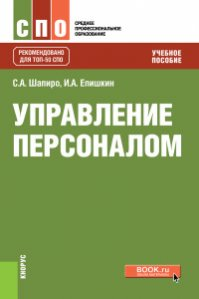 СПО
СРЕДНЕЕ
ПРОФЕССИОНАЛЬНОЕ
ОБРАЗОВАНИЕ
РЕКОМЕНДОВАНО
ДЛЯ ТОП-50 СПО
УЧЕБНОЕ
ПОСОБИЕ
С.А. Шапиро, И.А. Епишкин
УПРАВЛЕНИЕ
ПЕРСОНАЛОМ
КНОРУС
BOOK.ru